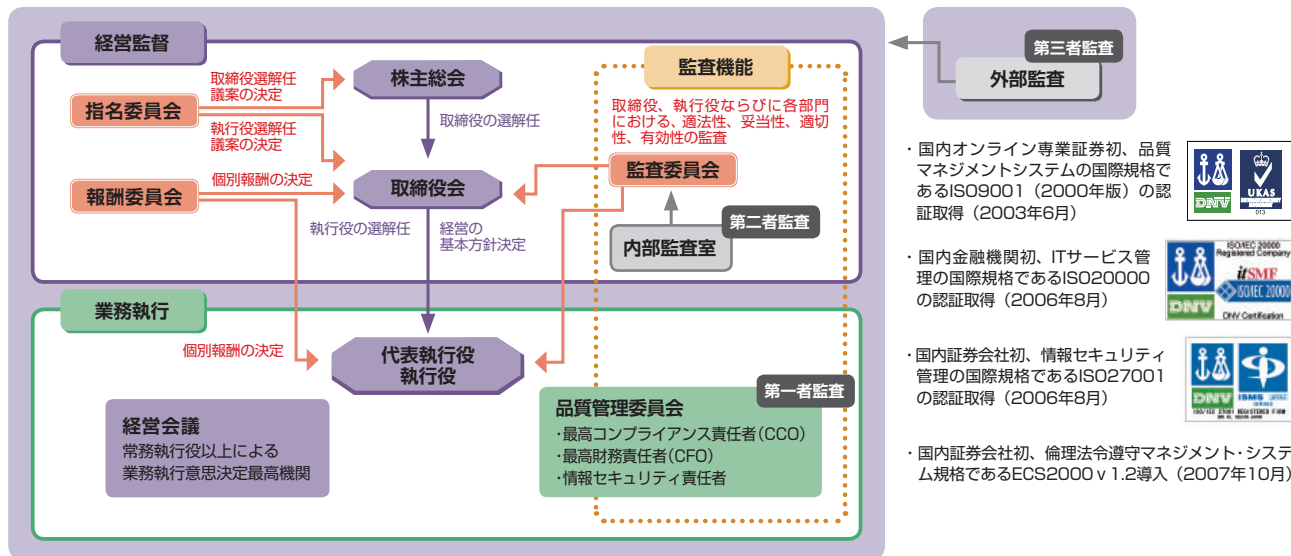 経営監督
株主総会
取締役選解任
議案の決定
指名委員会
執行役選解任
議案の決定
取締役の選解任
報酬委員会
個別報酬の決定
取締役会
執行役の選解任
経営の
基本方針決定
監査機能
取締役、執行役ならびに各部門
における、適法性、妥当性、適切
性、有効性の監査
監査委員会
第二者監査
内部監査室
業務執行
個別報酬の決定
代表執行役
執行役
経営会議
常務執行役以上による
業務執行意思決定最高機関
第一者監査
品質管理委員会
・最高コンプライアンス責任者(CCO)
・最高財務責任者(CFO)
・情報セキュリティ責任者
第三者監査
外部監査
・国内オンライン専業証券初、品質
マネジメントシステムの国際規格で
あるISO9001（2000年版）の認
証取得（2003年6月）
DNV
UKAS
013
・国内金融機関初、ITサービス管
理の国際規格であるISO20000
の認証取得（2006年8月）
ISO/IEC 20000
Registered Company
itSMF
ISO/IEC 20000
DNV
DNV Certification
・国内証券会社初、情報セキュリティ
管理の国際規格であるISO27001
の認証取得（2006年8月）
DNV
ISMS
ISO/IEC 27001 REGISTERED FIRM
・国内証券会社初、倫理法令遵守マネジメント・システ
ム規格であるECS2000 v 1.2導入（2007年10月）